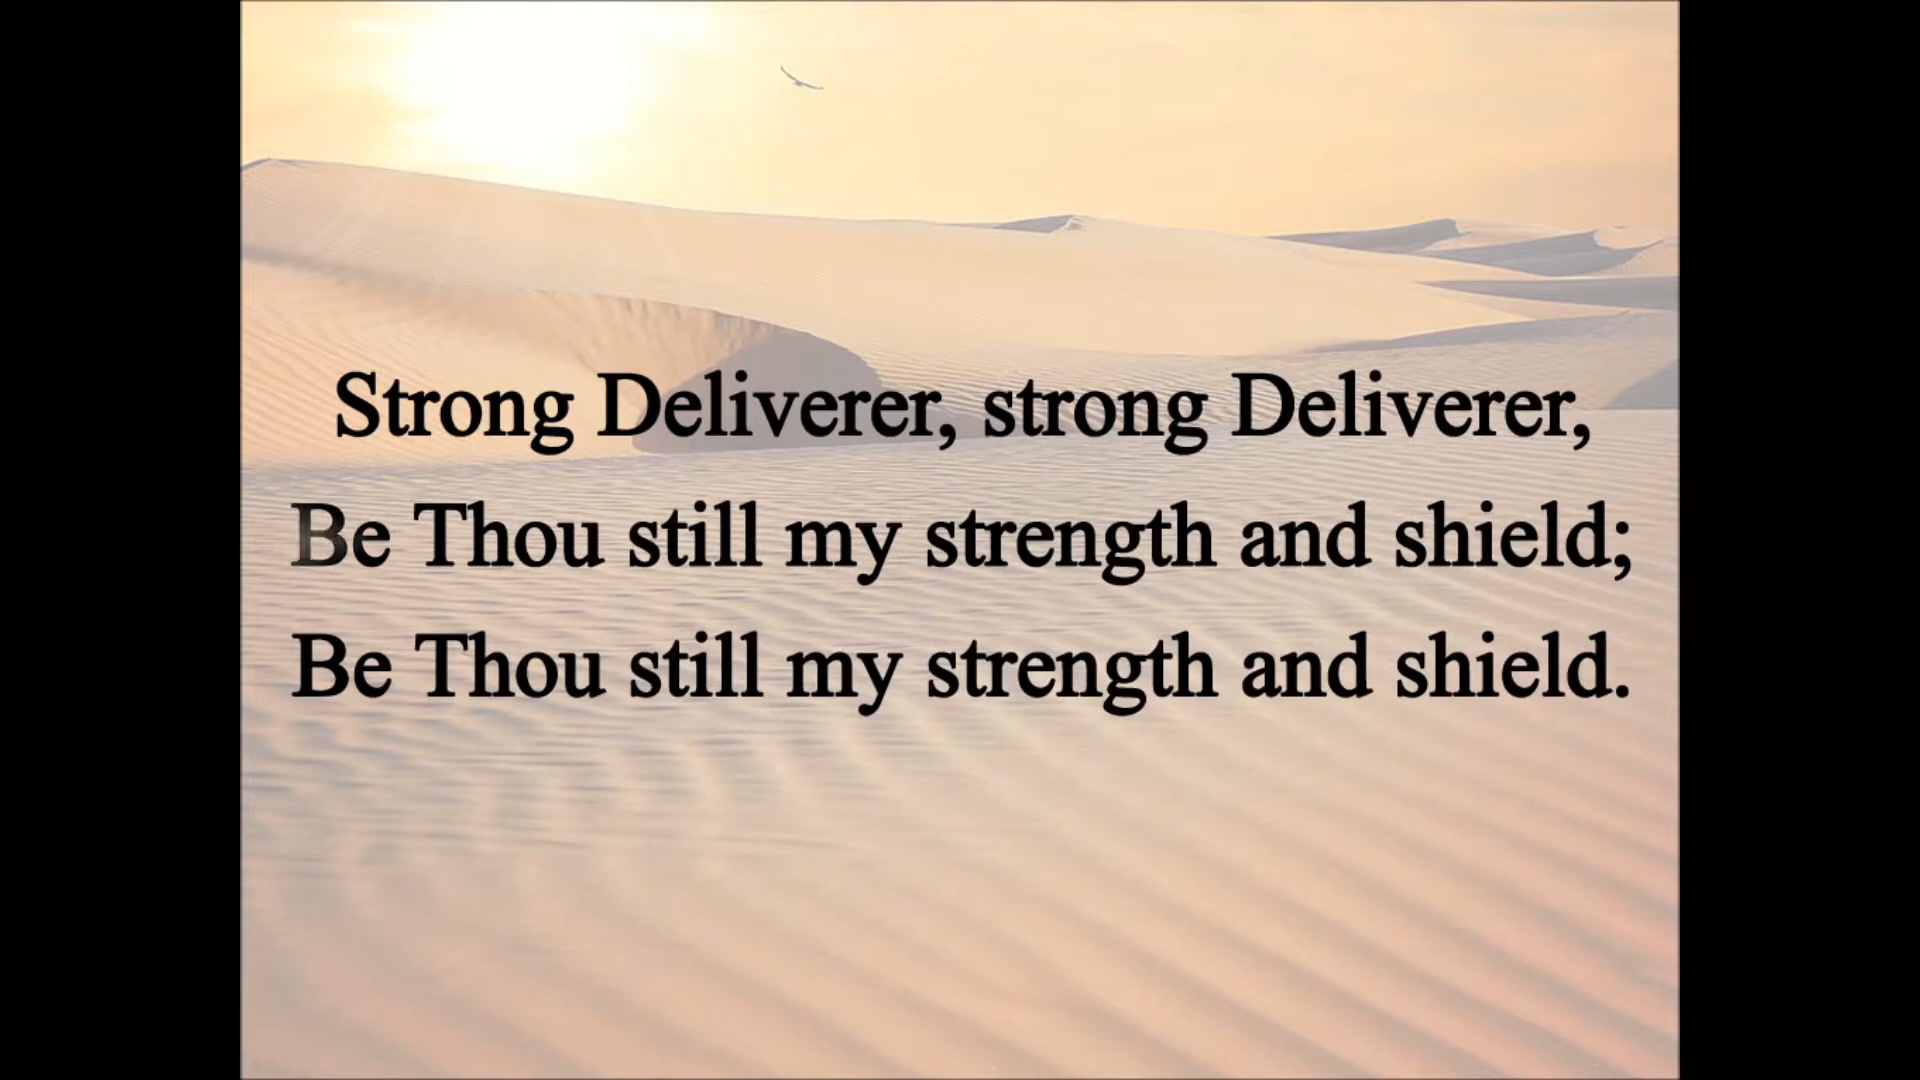 Strong Deliverer, strong Deliverer,
Be Thou still my strength and shield;
Be Thou still my strength and shield.